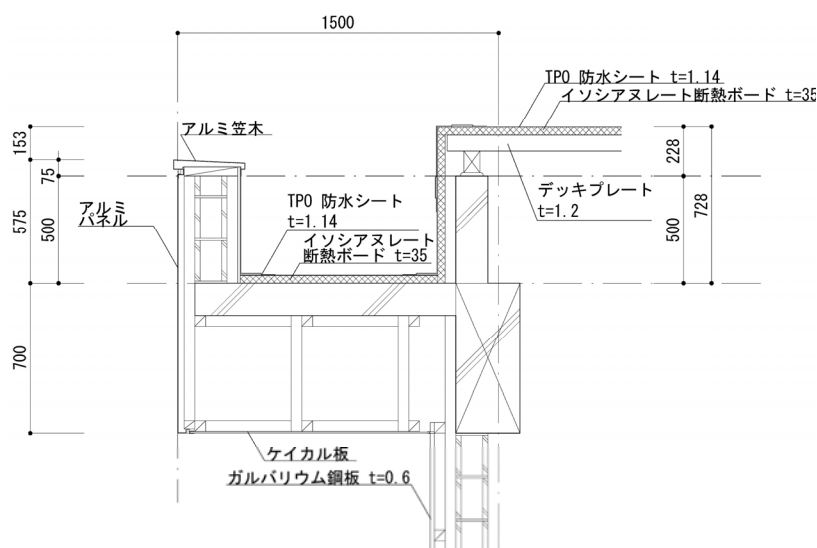 1500
TPO 防水シート t=1.14
イソシアヌレート断熱ボード t=35
アルミ笠木
153
75
575
500
228
728
500
デッキプレート
t=1.2
アルミ
パネル
TPO 防水シート
t=1.14
イソシアヌレート
断熱ボード t=35
700
ケイカル板
ガルバリウム鋼板 t=0.6